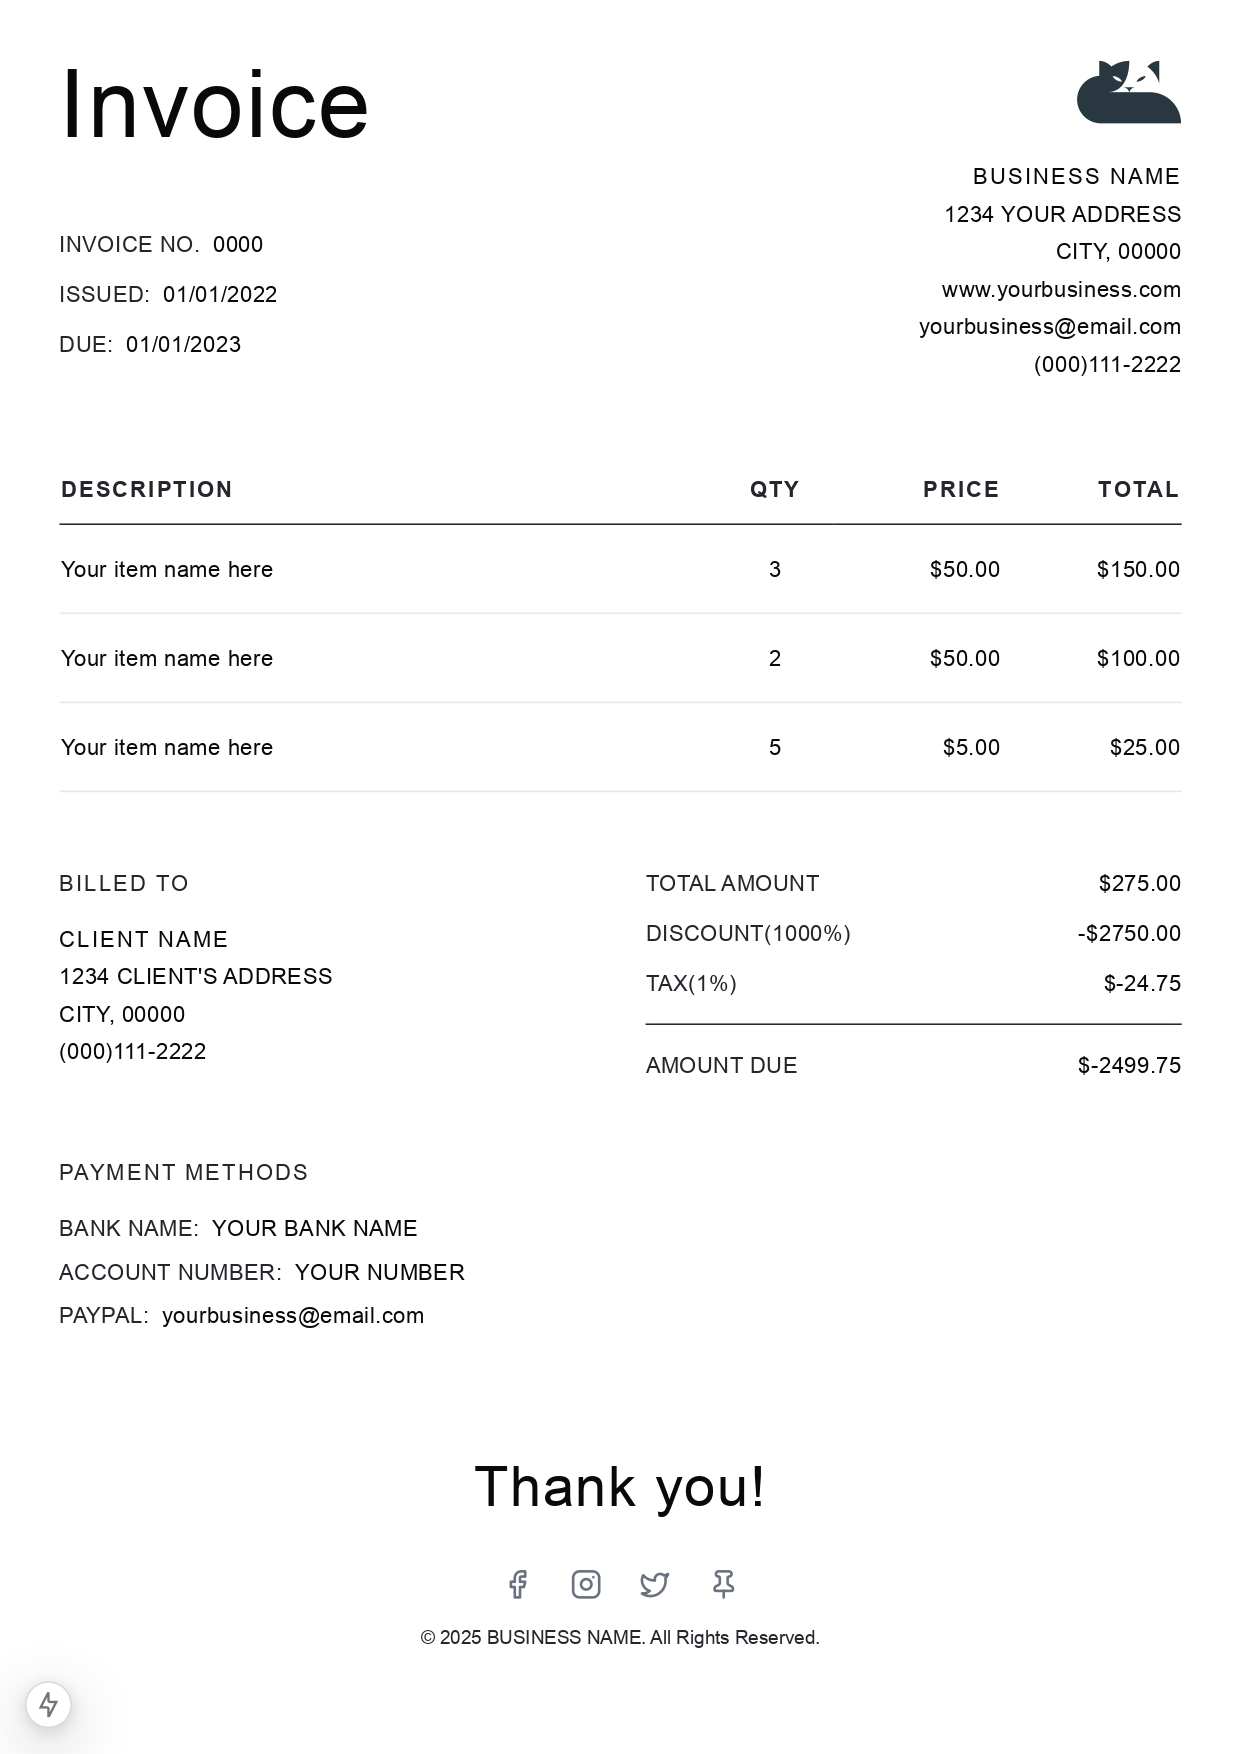 Invoice
BUSINESS NAME
1234 YOUR ADDRESS
CITY, 00000
www.yourbusiness.com
yourbusiness@email.com
(000)111-2222
INVOICE NO. 0000
ISSUED: 01/01/2022
DUE: 01/01/2023
DESCRIPTION QTY PRICE TOTAL
Your item name here 3 $50.00 $150.00
Your item name here 2 $50.00 $100.00
Your item name here 5 $5.00 $25.00
BILLED TO
CLIENT NAME
1234 CLIENT'S ADDRESS
CITY, 00000
(000)111-2222
TOTAL AMOUNT $275.00
DISCOUNT(1000%) -$2750.00
TAX(1%) $-24.75
AMOUNT DUE $-2499.75
PAYMENT METHODS
BANK NAME: YOUR BANK NAME
ACCOUNT NUMBER: YOUR NUMBER
PAYPAL: yourbusiness@email.com
Thank you!
© 2025 BUSINESS NAME. All Rights Reserved.